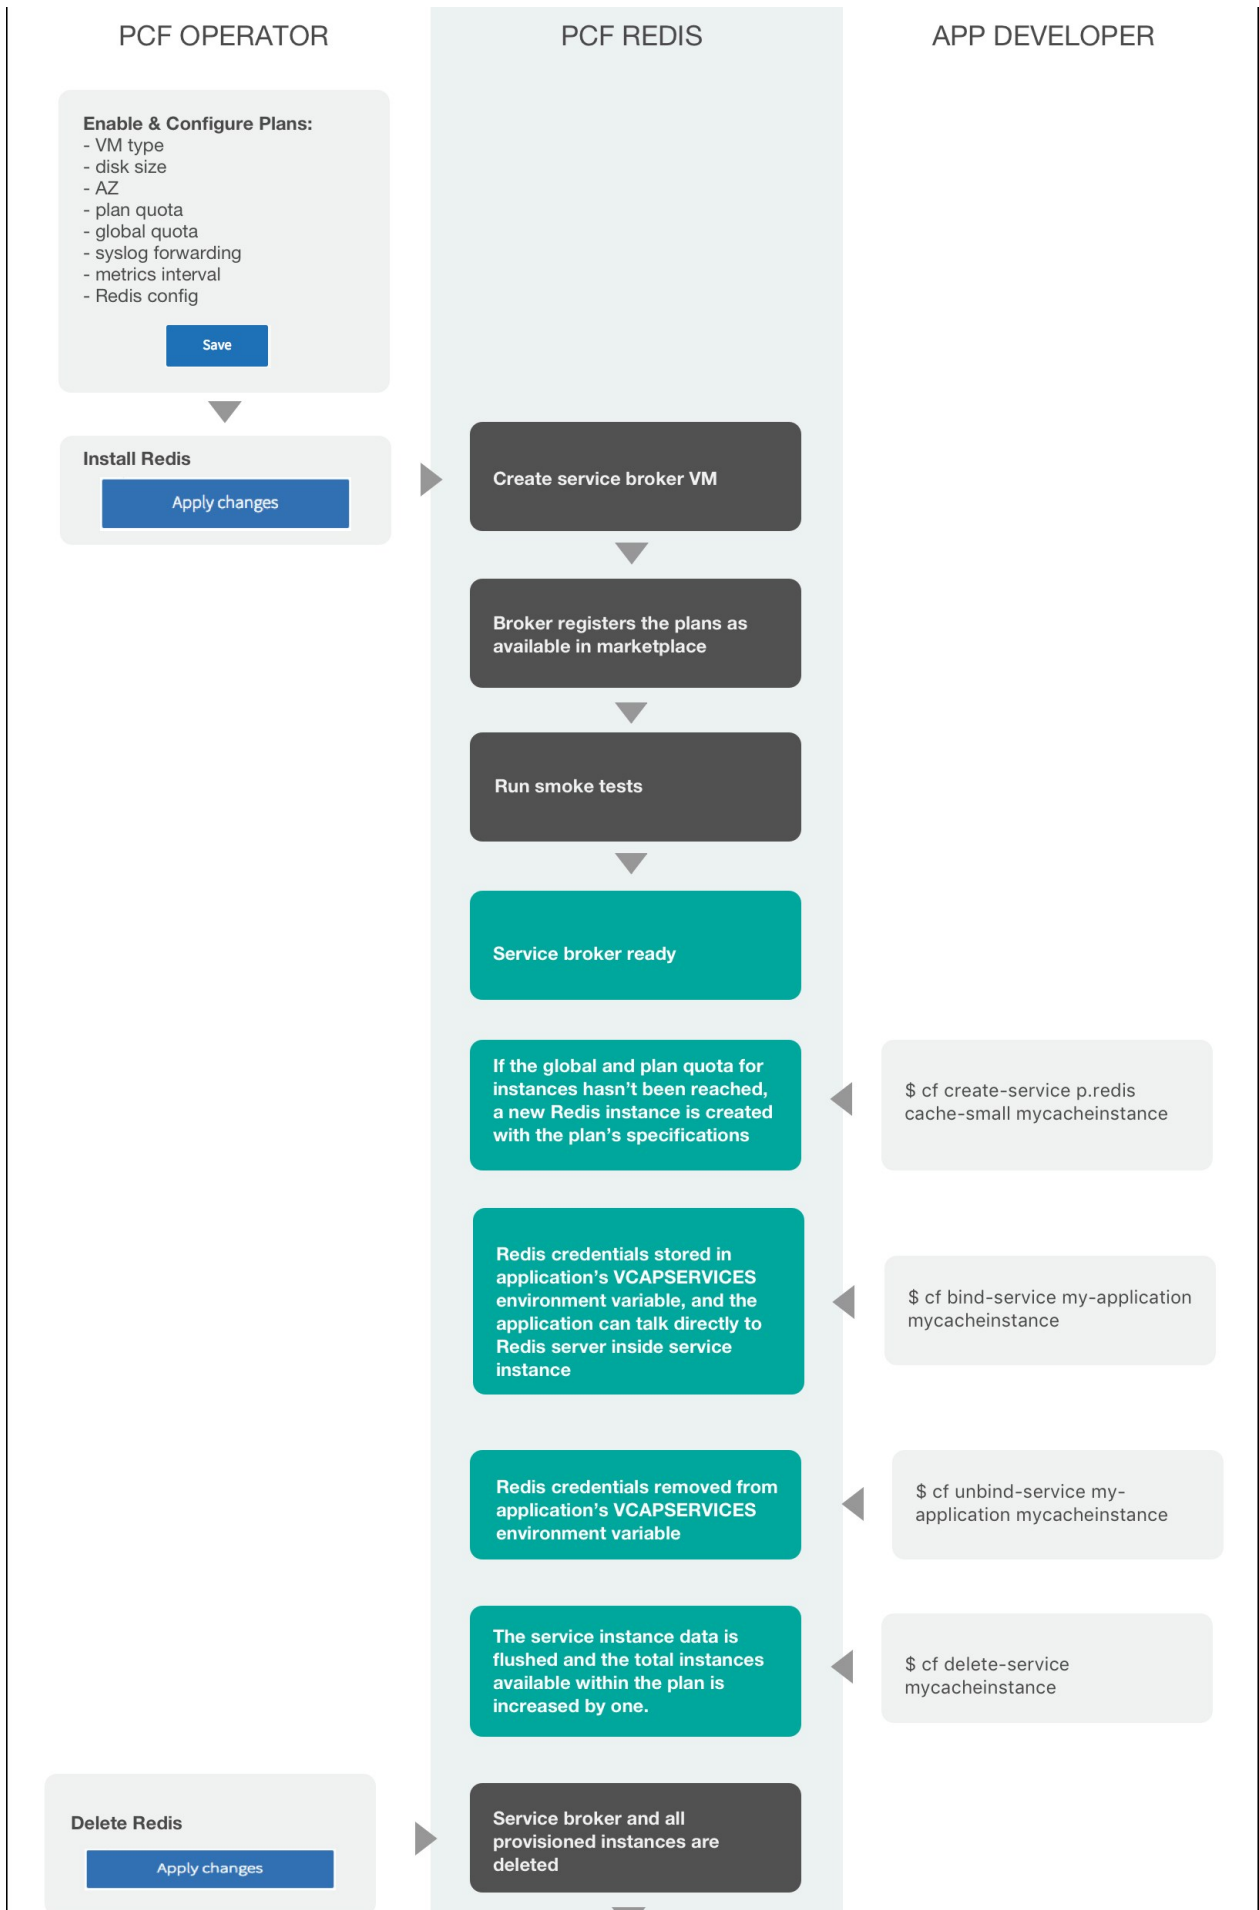 PCF OPERATOR
PCF REDIS
APP DEVELOPER
Enable & Configure Plans:
- VM type
- disk size
- AZ
- plan quota
- global quota
- syslog forwarding
- metrics interval
- Redis config
Save
Install Redis
Apply changes
Create service broker VM
Broker registers the plans as
available in marketplace
Run smoke tests
Service broker ready
If the global and plan quota for
instances hasn't been reached,
a new Redis instance is created
with the plan's specifications
$ cf create-service p.redis
cache-small mycacheinstance
Redis credentials stored in
application's VCAPSERVICES
environment variable, and the
application can talk directly to
Redis server inside service
instance
$ cf bind-service my-application
mycacheinstance
Redis credentials removed from
application's VCAPSERVICES
environment variable
$ cf unbind-service my-
application mycacheinstance
The service instance data is
flushed and the total instances
available within the plan is
increased by one.
$ cf delete-service
mycacheinstance
Delete Redis
Apply changes
Service broker and all
provisioned instances are
deleted